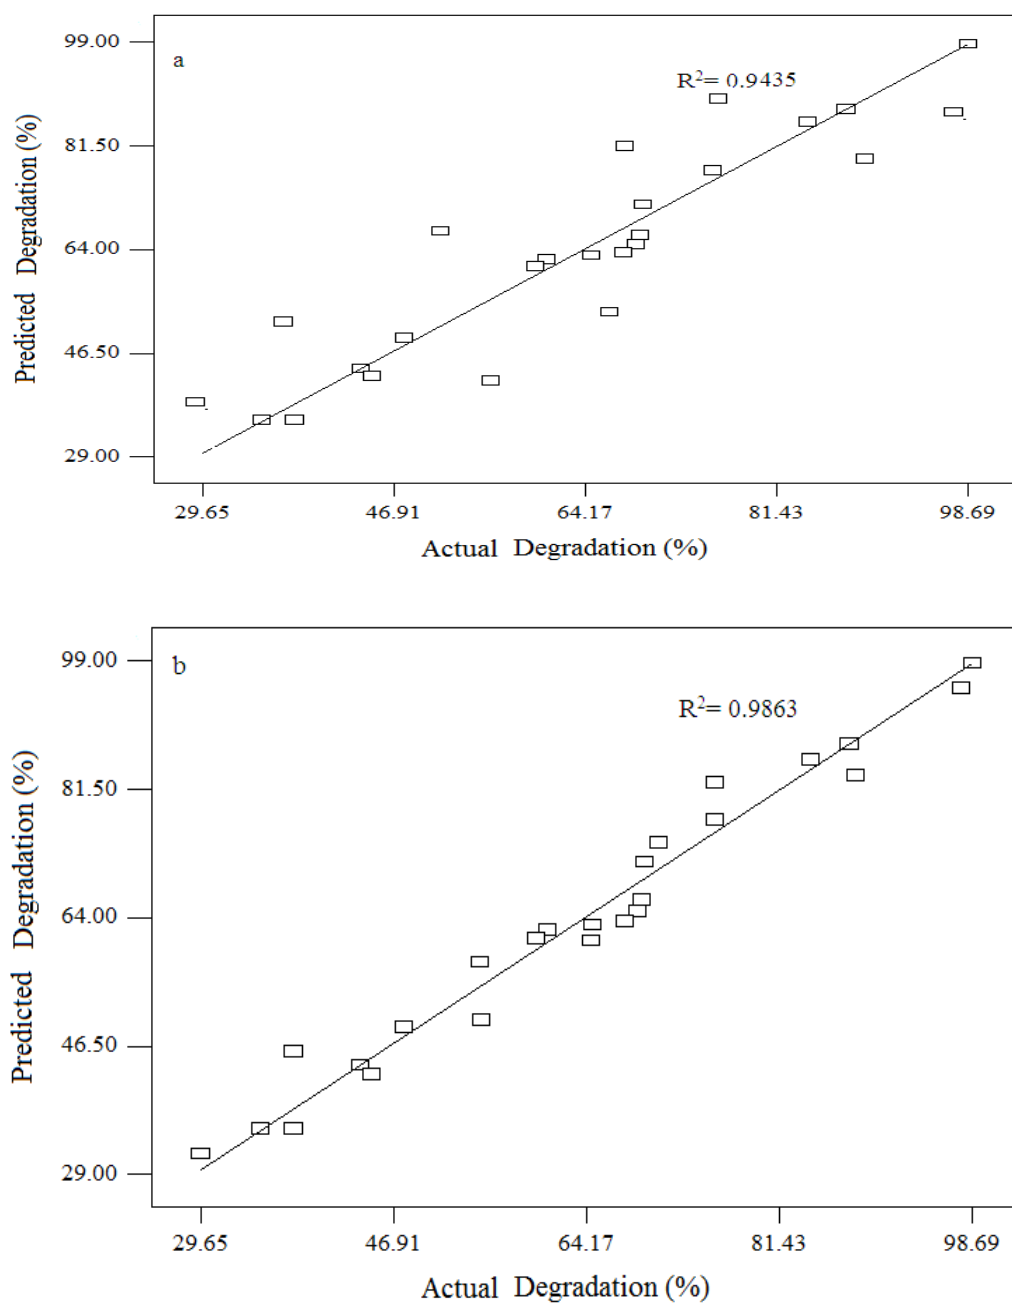 99.00
a
R²= 0.9435
81.50
64.00
46.50
29.00
Predicted Degradation (%)
29.65 46.91 64.17 81.43 98.69
Actual Degradation (%)
99.00
b
R²= 0.9863
81.50
64.00
46.50
29.00
Predicted Degradation (%)
29.65 46.91 64.17 81.43 98.69
Actual Degradation (%)